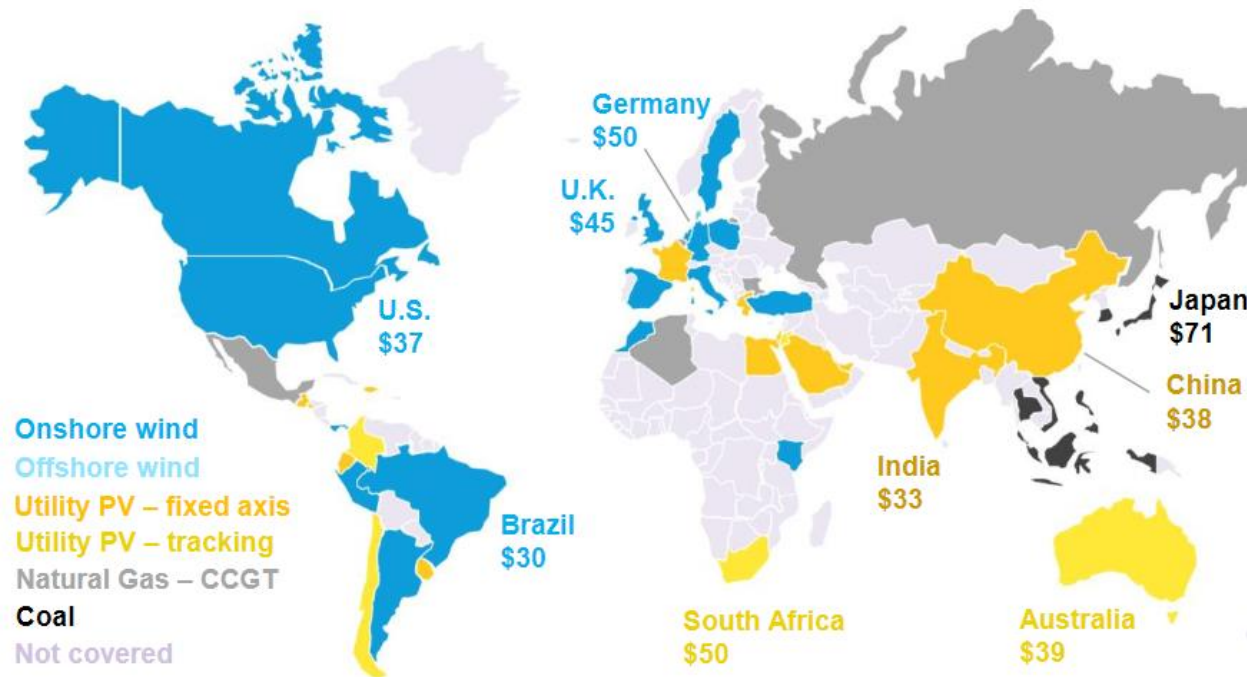 Germany
$50
U.K.
$45
U.S.
$37
Japan
$71
China
$38
India
$33
Brazil
$30
South Africa
$50
Australia
$39
Onshore wind
Offshore wind
Utility PV – fixed axis
Utility PV – tracking
Natural Gas – CCGT
Coal
Not covered